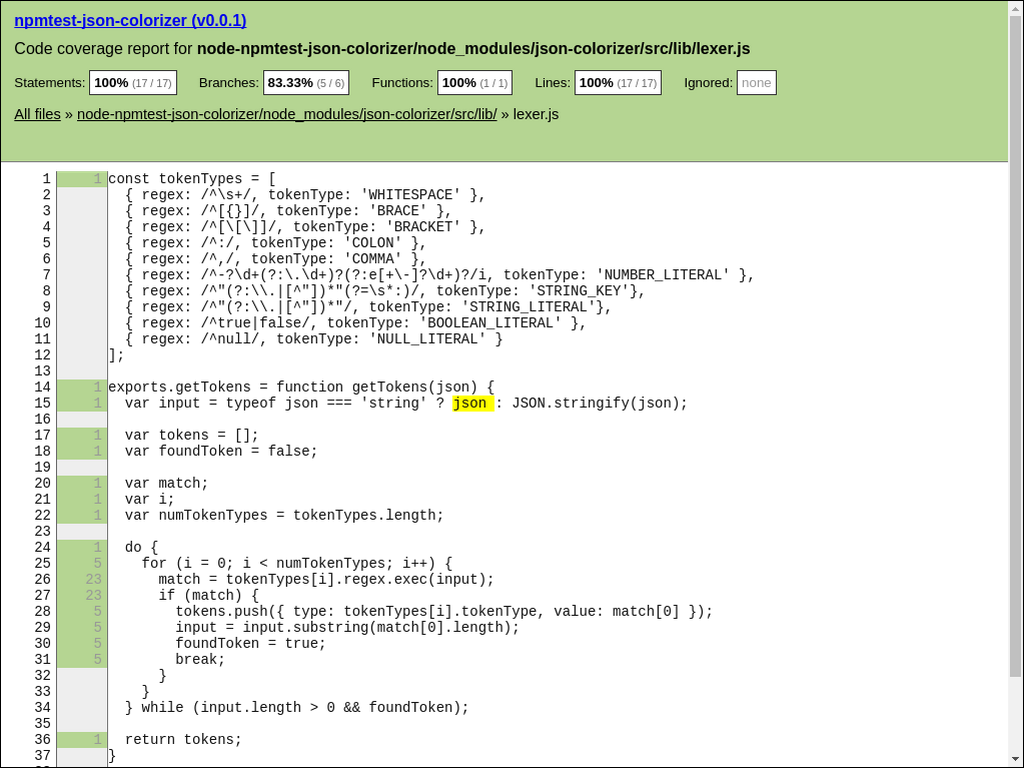 npmtest-json-colorizer (v0.0.1)
Code coverage report for node-npmtest-json-colorizer/node_modules/json-colorizer/src/lib/lexer.js
Statements: 100% (17 / 17) Branches: 83.33% (5 / 6) Functions: 100% (1 / 1) Lines: 100% (17 / 17) Ignored: none
All files » node-npmtest-json-colorizer/node_modules/json-colorizer/src/lib/ » lexer.js
1 1 const tokenTypes = [
2   { regex: /^\s+/, tokenType: 'WHITESPACE' },
3   { regex: /^[{}]/, tokenType: 'BRACE' },
4   { regex: /^[\[\]]/, tokenType: 'BRACKET' },
5   { regex: /^:/, tokenType: 'COLON' },
6   { regex: /^,/, tokenType: 'COMMA' },
7   { regex: /^-?\d+(?:\.\d+)?(?:e[+\-]?\d+)?/i, tokenType: 'NUMBER_LITERAL' },
8   { regex: /^"(?:\\.|[^"])*"(?=\s*:)/, tokenType: 'STRING_KEY'},
9   { regex: /^"(?:\\.|[^"])*"/, tokenType: 'STRING_LITERAL'},
10   { regex: /^true|false/, tokenType: 'BOOLEAN_LITERAL' },
11   { regex: /^null/, tokenType: 'NULL_LITERAL' }
12 ];
13
14 1 exports.getTokens = function getTokens(json) {
15 1   var input = typeof json === 'string' ? json : JSON.stringify(json);
16
17 1   var tokens = [];
18 1   var foundToken = false;
19
20 1   var match;
21 1   var i;
22 1   var numTokenTypes = tokenTypes.length;
23
24 1   do {
25 5     for (i = 0; i < numTokenTypes; i++) {
26 23       match = tokenTypes[i].regex.exec(input);
27 23       if (match) {
28 5         tokens.push({ type: tokenTypes[i].tokenType, value: match[0] });
29 5         input = input.substring(match[0].length);
30 5         foundToken = true;
31 5         break;
32       }
33     }
34   } while (input.length > 0 && foundToken);
35
36 1   return tokens;
37 }